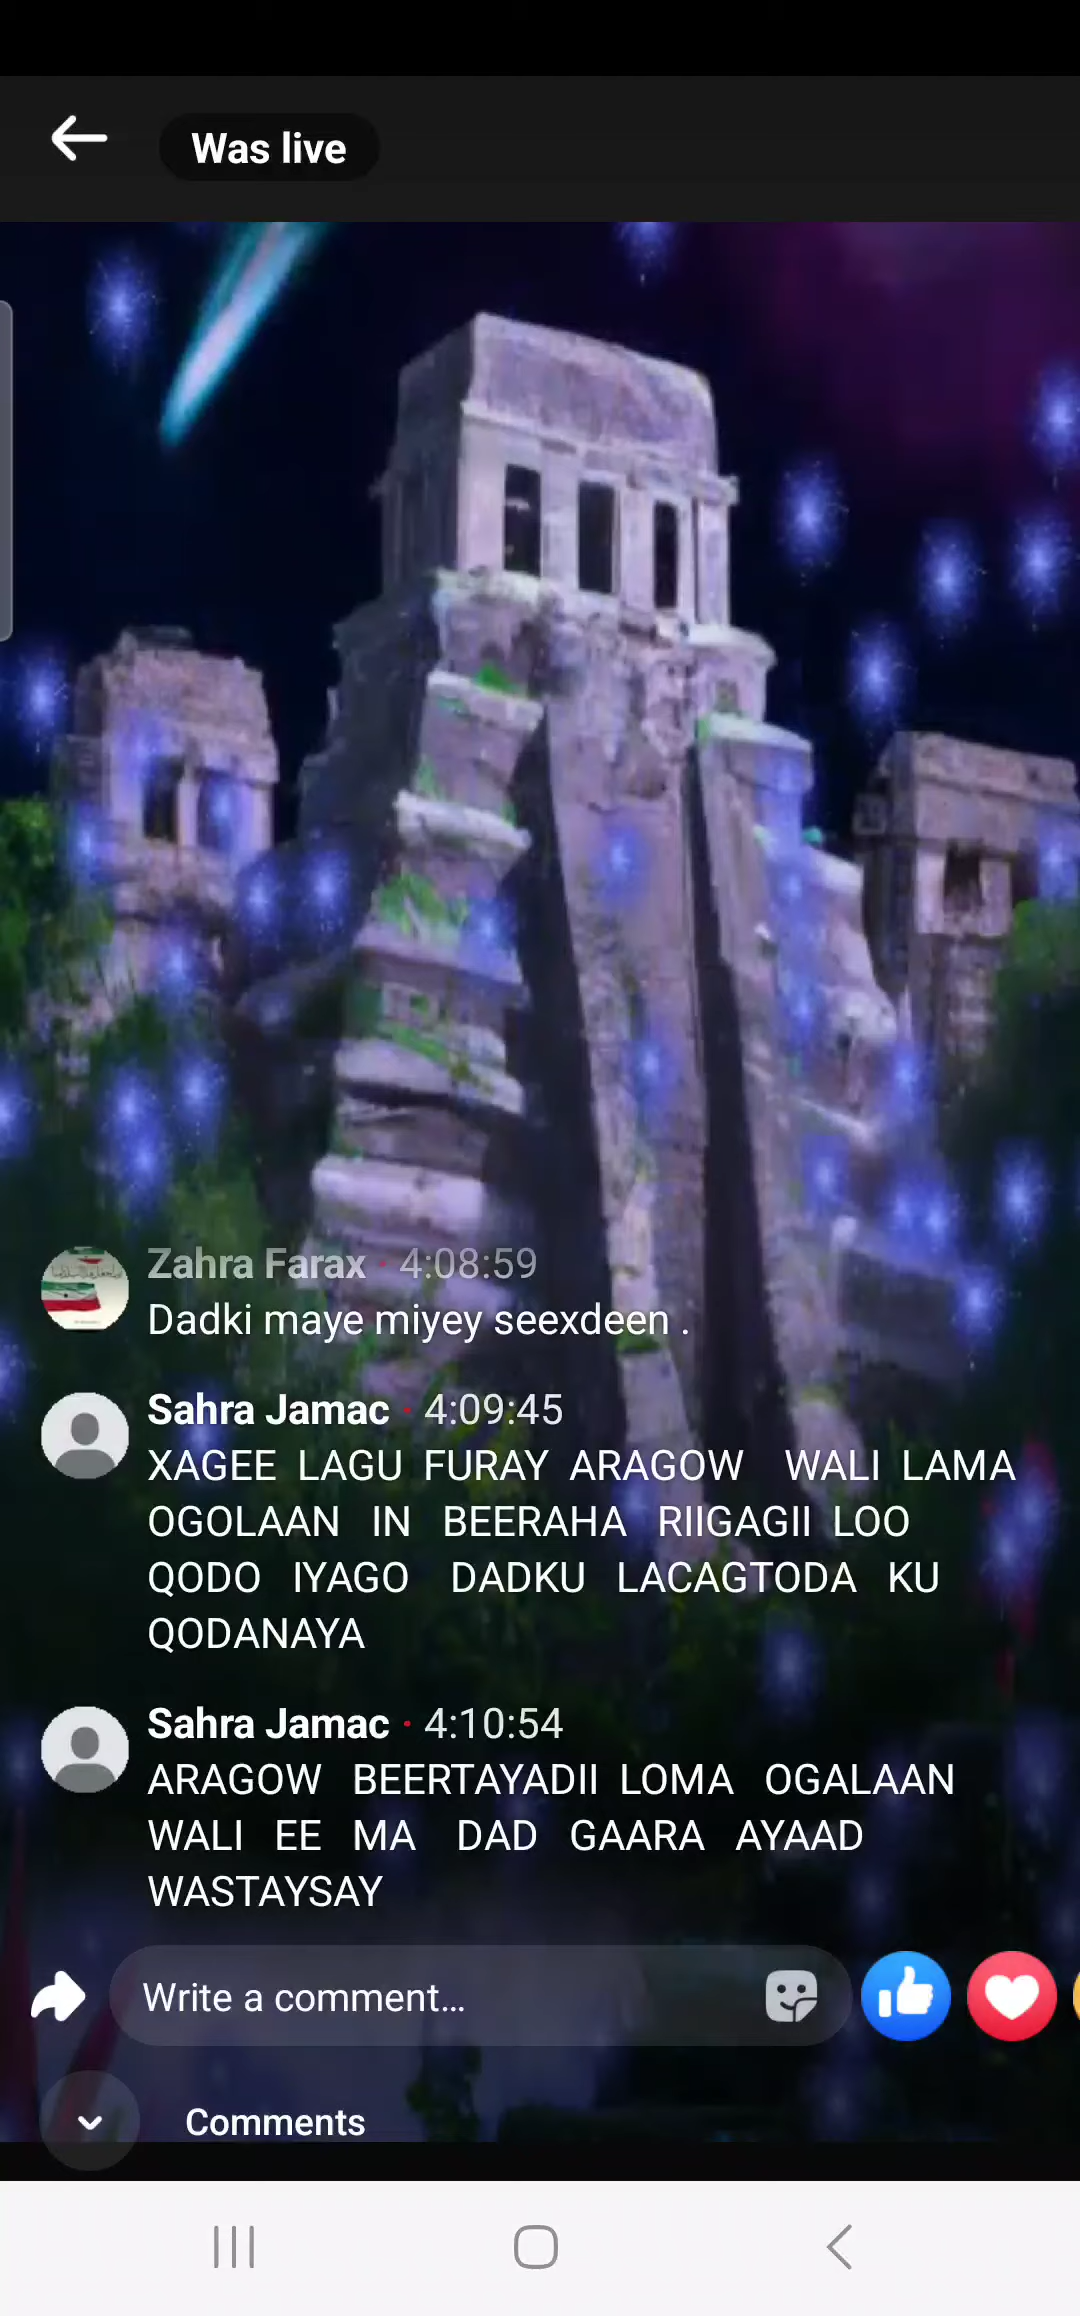 Was live
Zahra Farax · 4:08:59
Dadki maye miyey seexdeen .
Sahra Jamac · 4:09:45
XAGEE LAGU FURAY ARAGOW WALI LAMA
OGOLAAN IN BEERAHA RIIGAGII LOO
QODO IYAGO DADKU LACAGTODA KU
QODANAYA
Sahra Jamac · 4:10:54
ARAGOW BEERTAYADII LOMA OGALAAN
WALI EE MA DAD GAARA AYAAD
WASTAYSAY
Write a comment...
Comments